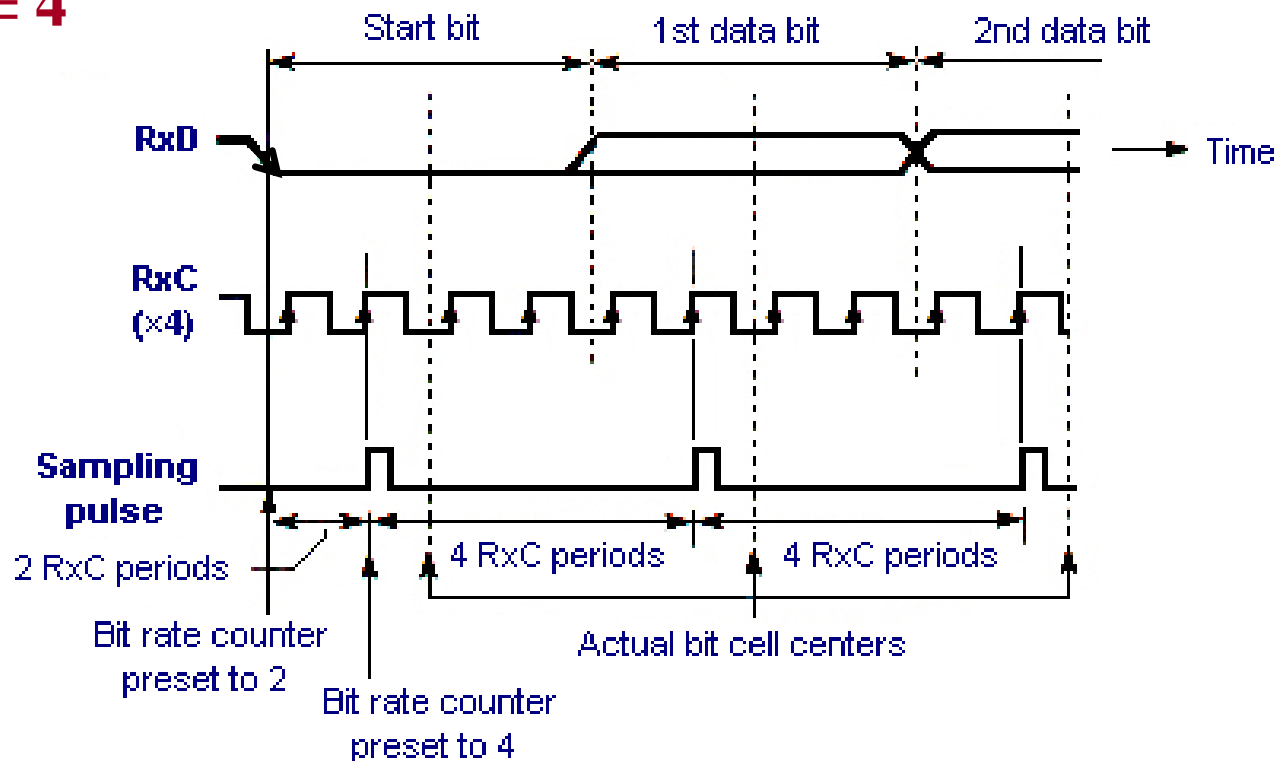 = 4
Start bit
1st data bit
2nd data bit
RxD
Time
RxC
(×4)
Sampling
pulse
2 RxC periods
4 RxC periods
4 RxC periods
Bit rate counter
preset to 2
Actual bit cell centers
Bit rate counter
preset to 4